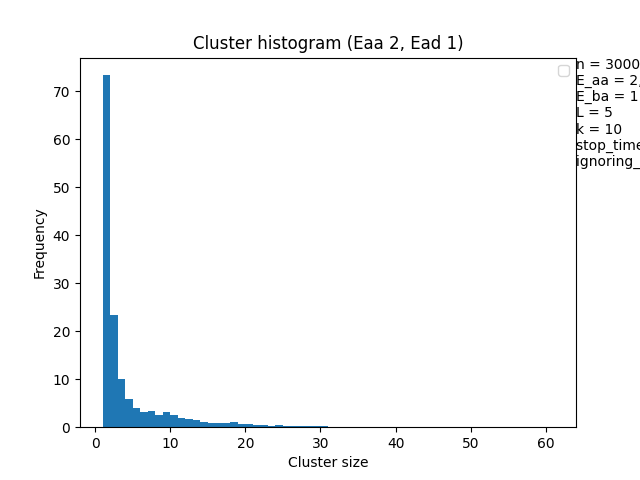 Cluster histogram (Eaa 2, Ead 1)
n = 3000
E_aa = 2,
E_ba = 1
L = 5
k = 10
stop_time
ignoring_
70
60
50
40
30
20
10
0
Frequency
0 10 20 30 40 50 60
Cluster size